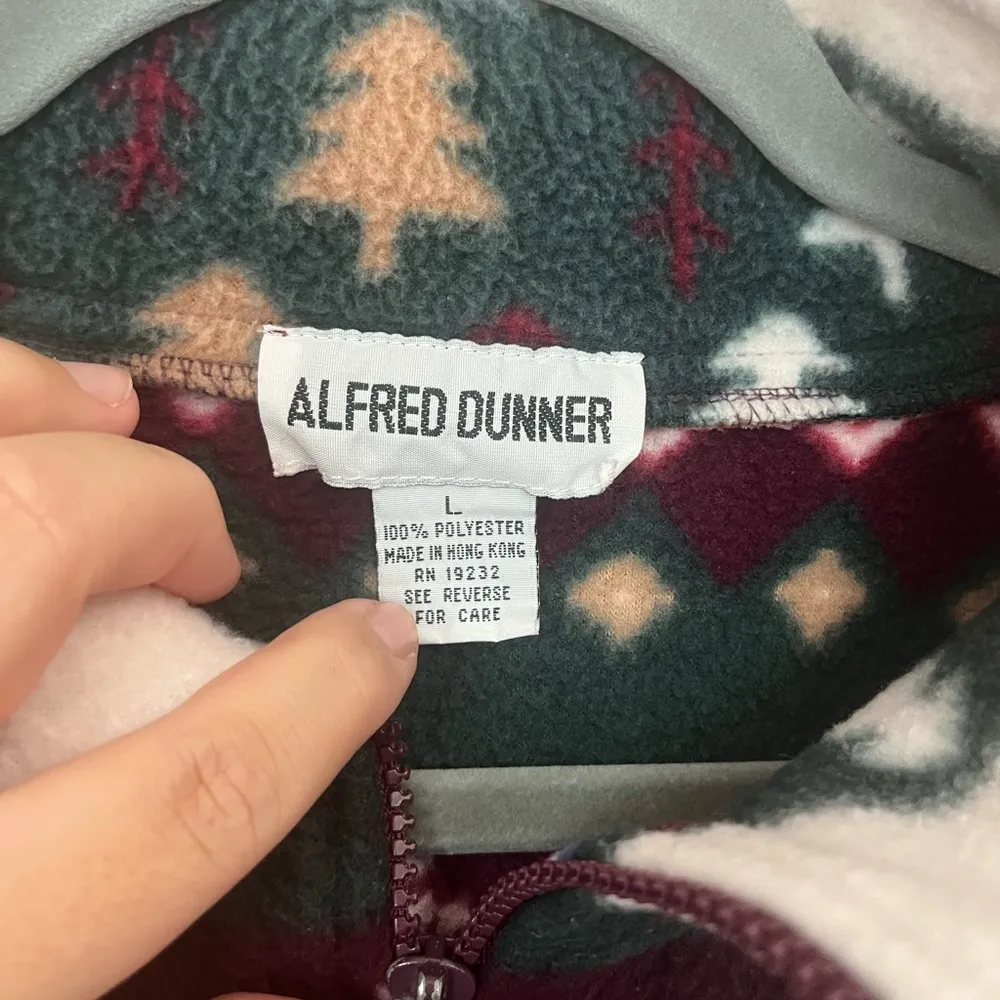 ALFRED DUNNER
L
100% POLYESTER
MADE IN HONG KONG
RN 19232
SEE REVERSE
FOR CARE